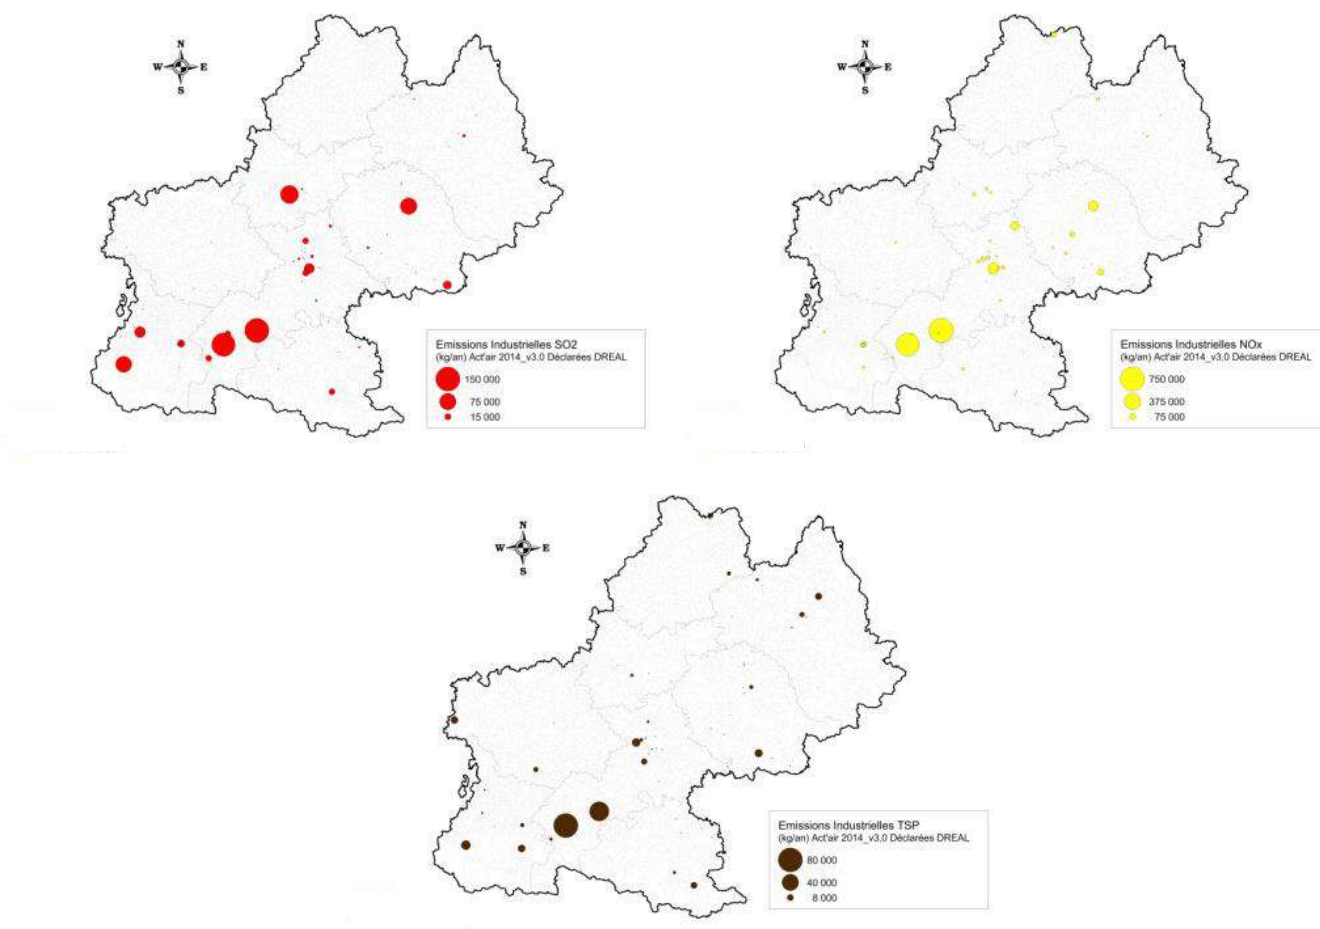 N
W E
S
Emissions Industrielles SO2
(kg/an) Act'air 2014_v3.0 Déclarées DREAL
150 000
75 000
15 000
N
W E
S
Emissions Industrielles NOx
(kg/an) Act'air 2014_v3.0 Déclarées DREAL
750 000
375 000
75 000
N
W E
S
Emissions Industrielles TSP
(kg/an) Act'air 2014_v3.0 Déclarées DREAL
80 000
40 000
8 000